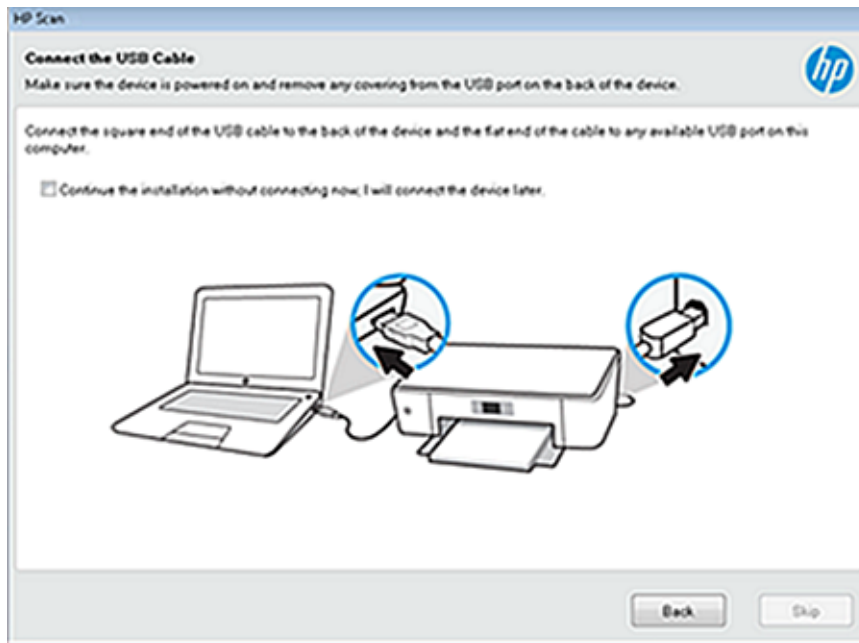 HP Scan
Connect the USB Cable
Make sure the device is powered on and remove any covering from the USB port on the back of the device.
hp
Connect the square end of the USB cable to the back of the device and the flat end of the cable to any available USB port on this
computer.
Continue the installation without connecting now; I will connect the device later.
Back
Skip